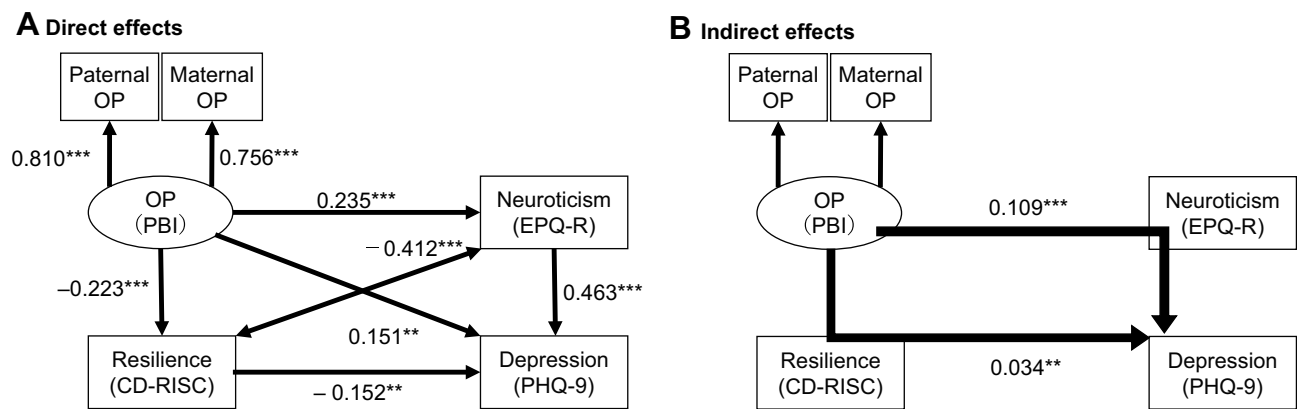 A Direct effects
Paternal
OP
Maternal
OP
0.810***
0.756***
OP
（PBI）
0.235***
Neuroticism
(EPQ-R)
–0.412***
–0.223***
0.463***
0.151**
Resilience
(CD-RISC)
Depression
(PHQ-9)
–0.152**
B Indirect effects
Paternal
OP
Maternal
OP
OP
（PBI）
0.109***
Neuroticism
(EPQ-R)
Resilience
(CD-RISC)
0.034**
Depression
(PHQ-9)